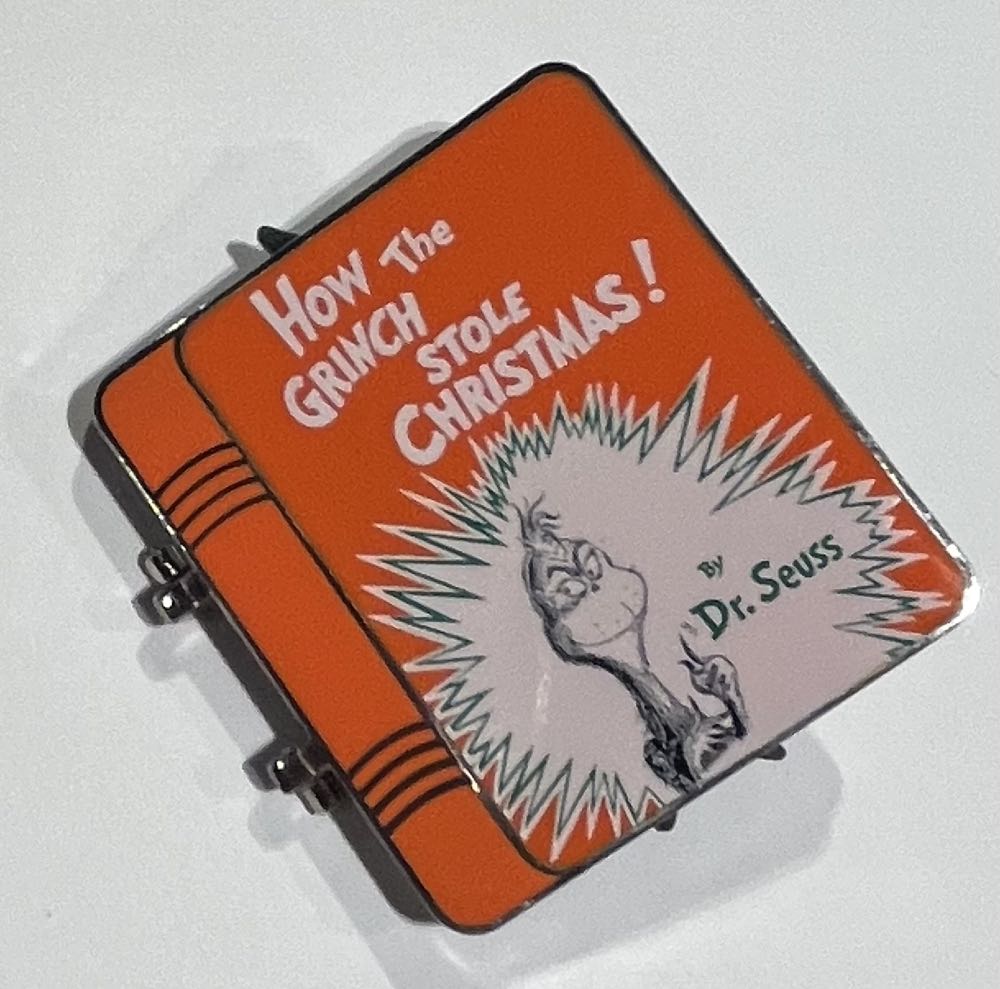 How The
GRINCH
STOLE
CHRISTMAS!
BY
Dr. Seuss